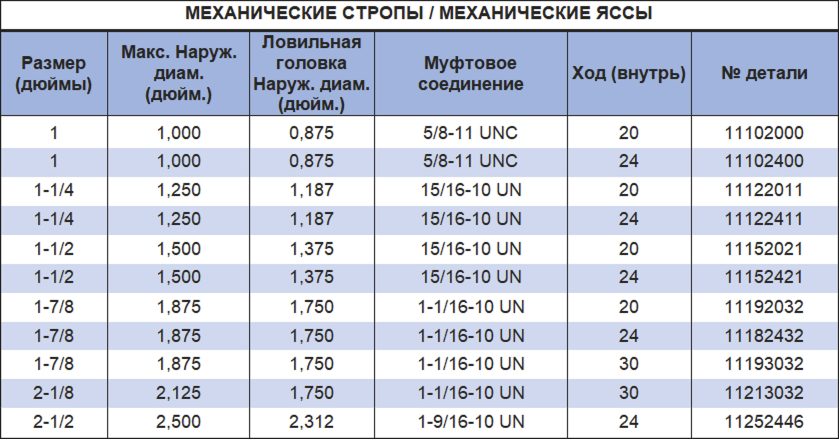 МЕХАНИЧЕСКИЕ СТРОПЫ / МЕХАНИЧЕСКИЕ ЯССЫ
Размер (дюймы) Макс. Наруж. диам. (дюйм.) Ловильная головка Наруж. диам. (дюйм.) Муфтовое соединение Ход (внутрь) № детали
1 1,000 0,875 5/8-11 UNC 20 11102000
1 1,000 0,875 5/8-11 UNC 24 11102400
1-1/4 1,250 1,187 15/16-10 UN 20 11122011
1-1/4 1,250 1,187 15/16-10 UN 24 11122411
1-1/2 1,500 1,375 15/16-10 UN 20 11152021
1-1/2 1,500 1,375 15/16-10 UN 24 11152421
1-7/8 1,875 1,750 1-1/16-10 UN 20 11192032
1-7/8 1,875 1,750 1-1/16-10 UN 24 11182432
1-7/8 1,875 1,750 1-1/16-10 UN 30 11193032
2-1/8 2,125 1,750 1-1/16-10 UN 30 11213032
2-1/2 2,500 2,312 1-9/16-10 UN 24 11252446